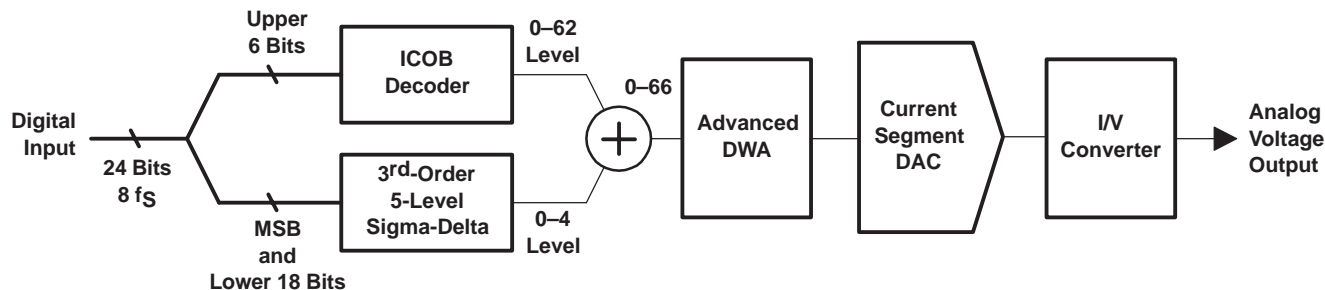 Digital
Input
24 Bits
8 fS
Upper
6 Bits
ICOB
Decoder
0–62
Level
MSB
and
Lower 18 Bits
3rd-Order
5-Level
Sigma-Delta
0–4
Level
0–66
Advanced
DWA
Current
Segment
DAC
I/V
Converter
Analog
Voltage
Output